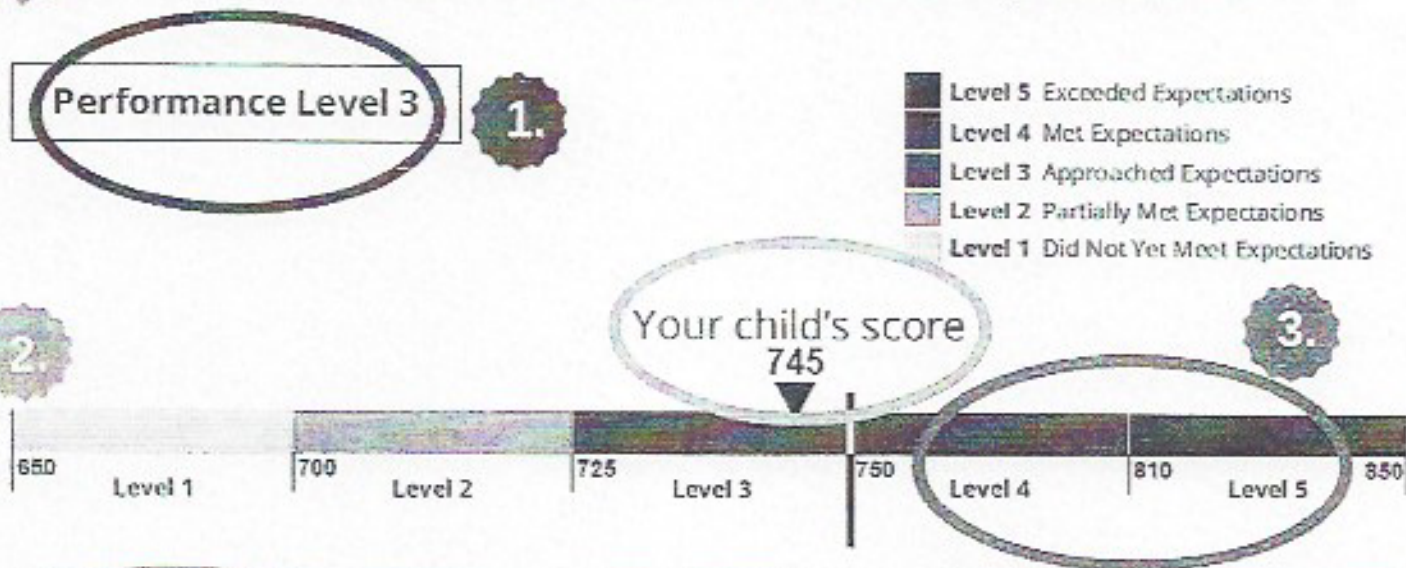 Performance Level 3
1.
Level 5 Exceeded Expectations
Level 4 Met Expectations
Level 3 Approached Expectations
Level 2 Partially Met Expectations
Level 1 Did Not Yet Meet Expectations
2.
Your child's score
745
3.
650 700 725 750 810 850
Level 1 Level 2 Level 3 Level 4 Level 5